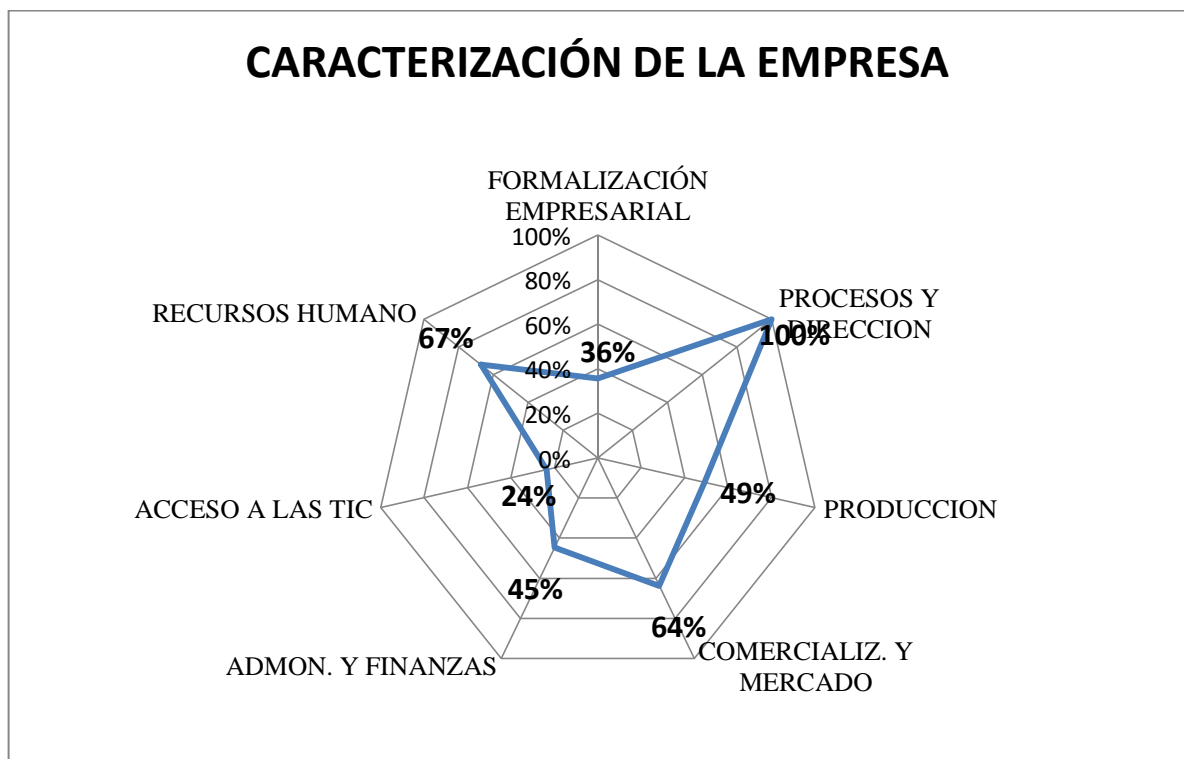 CARACTERIZACIÓN DE LA EMPRESA
FORMALIZACIÓN
EMPRESARIAL
100%
80%
60%
40%
20%
0%
36%
PROCESOS Y
DIRECCION
100%
PRODUCCION
49%
COMERCIALIZ. Y
MERCADO
64%
ADMON. Y FINANZAS
45%
ACCESO A LAS TIC
24%
RECURSOS HUMANO
67%